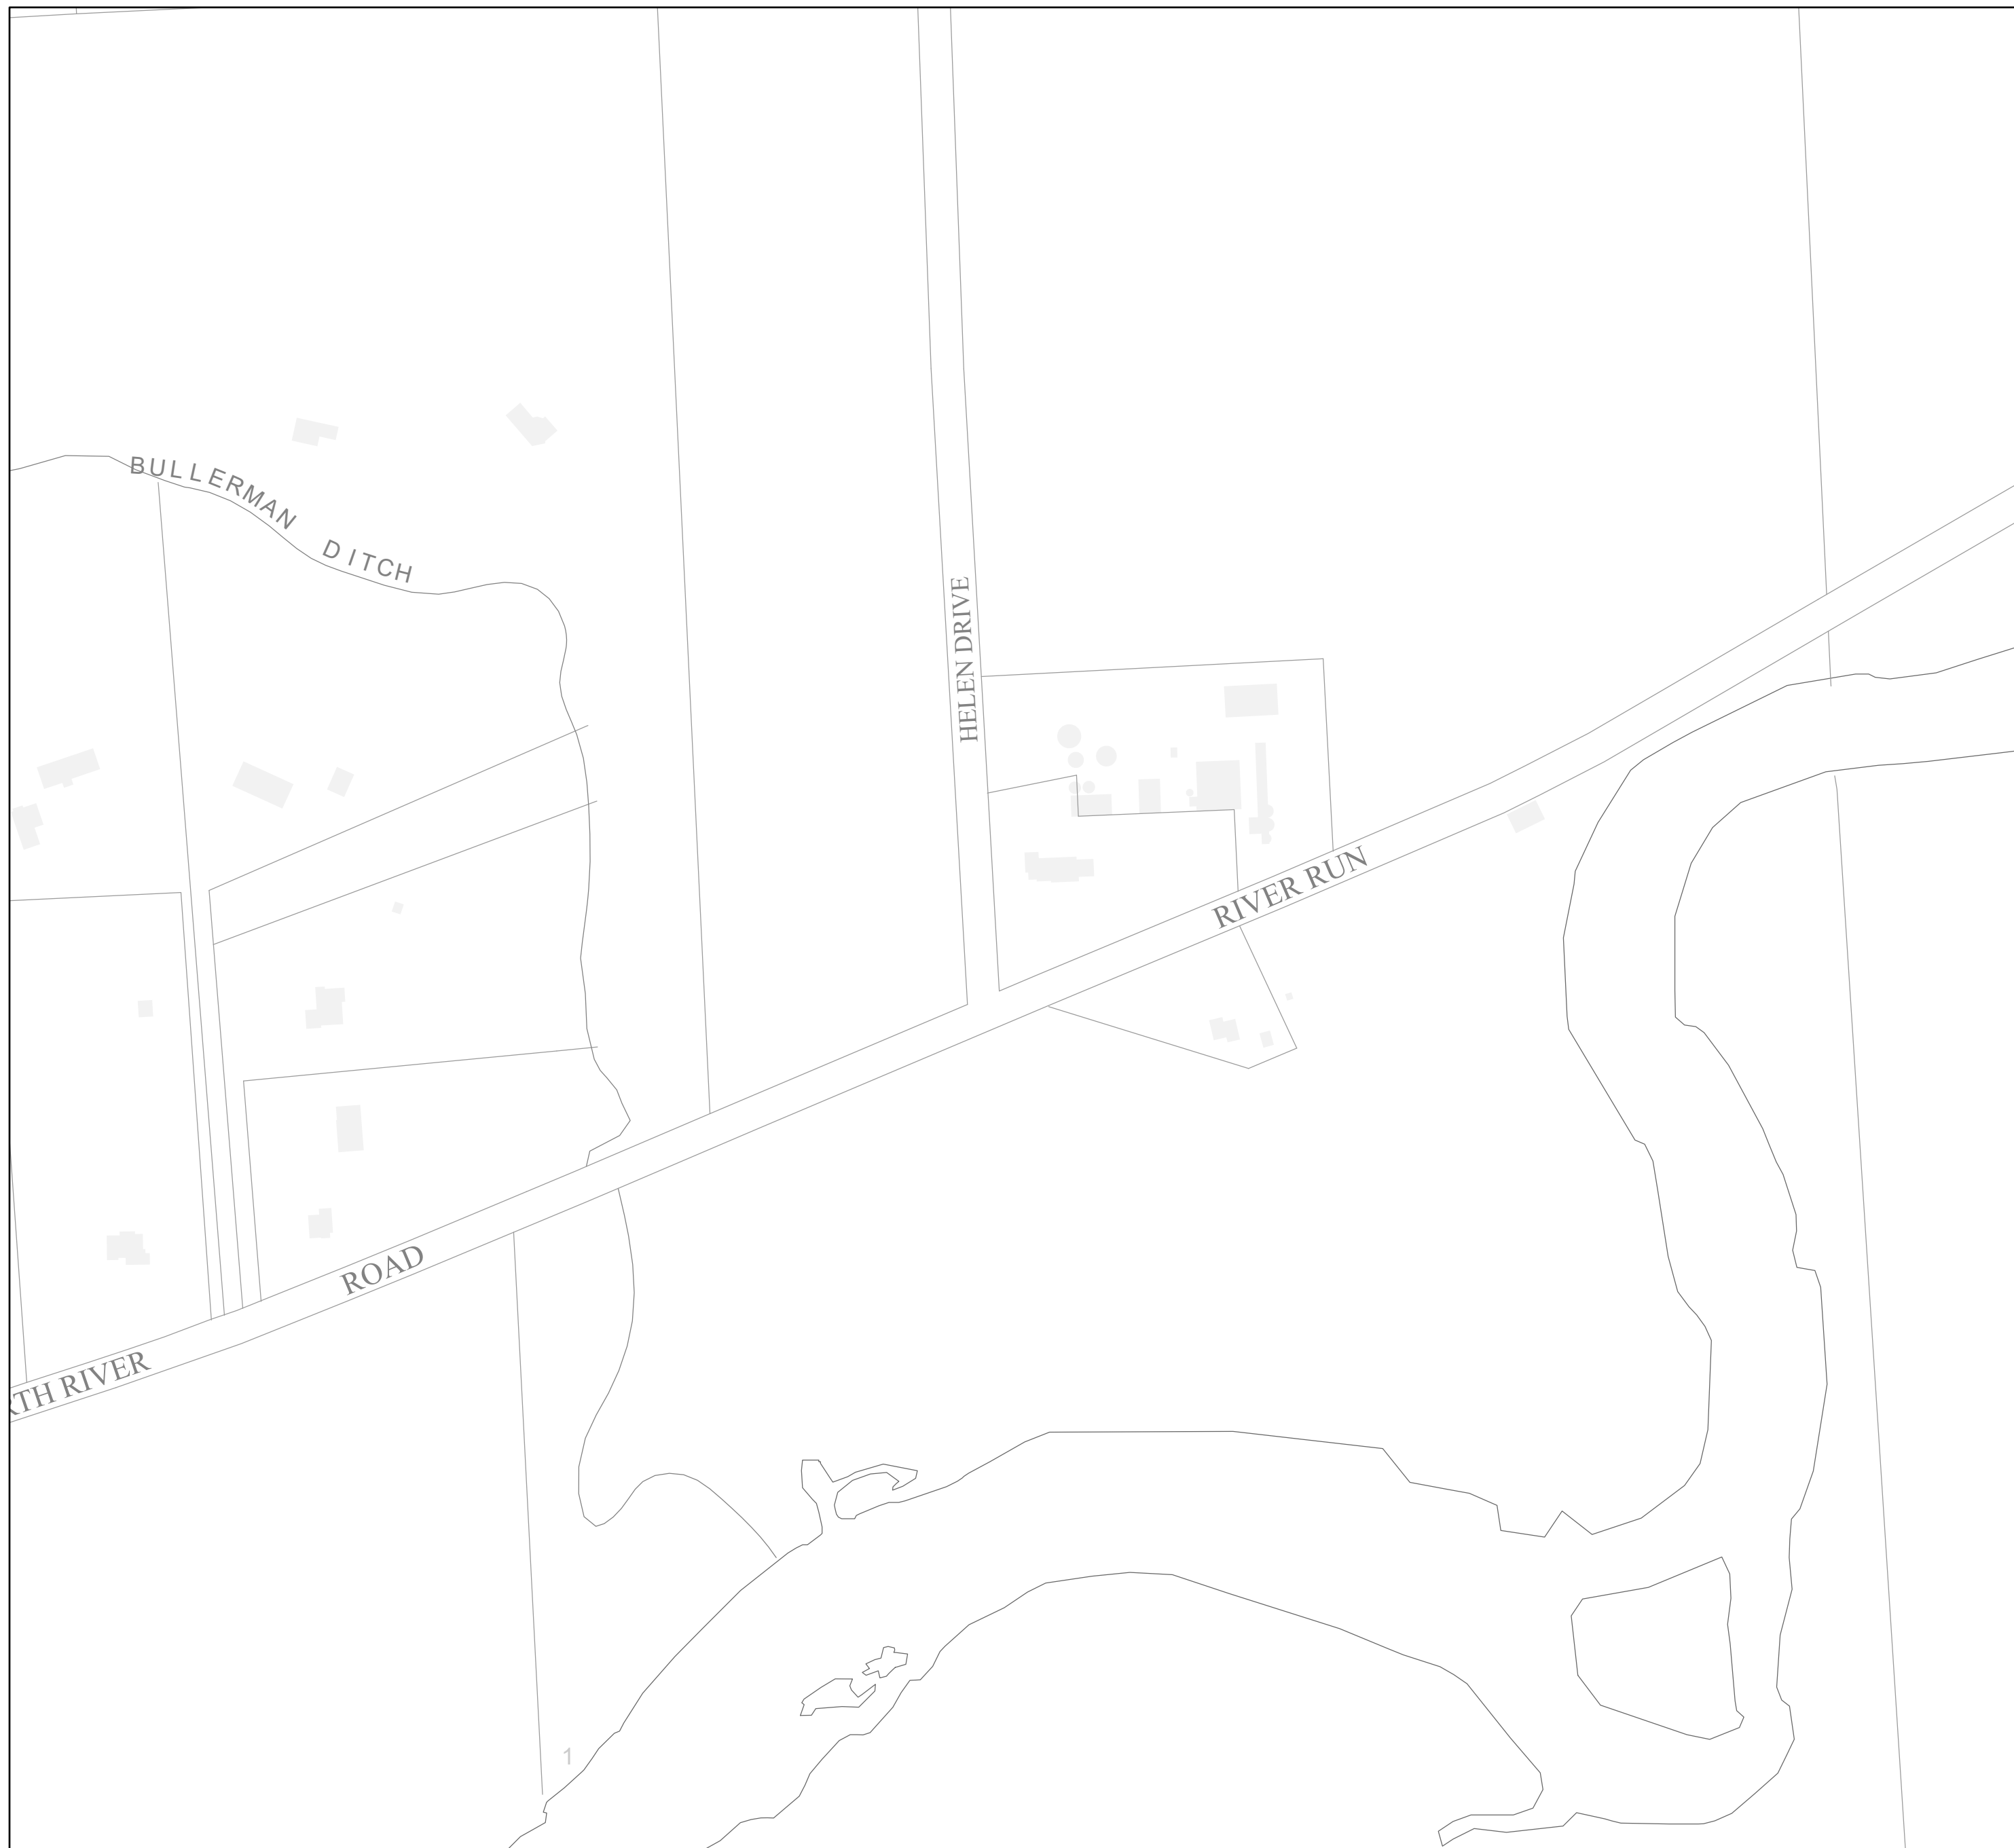 BULLERMAN DITCH
HELEN DRIVE
RIVER RUN
ROAD
RTH RIVER
1